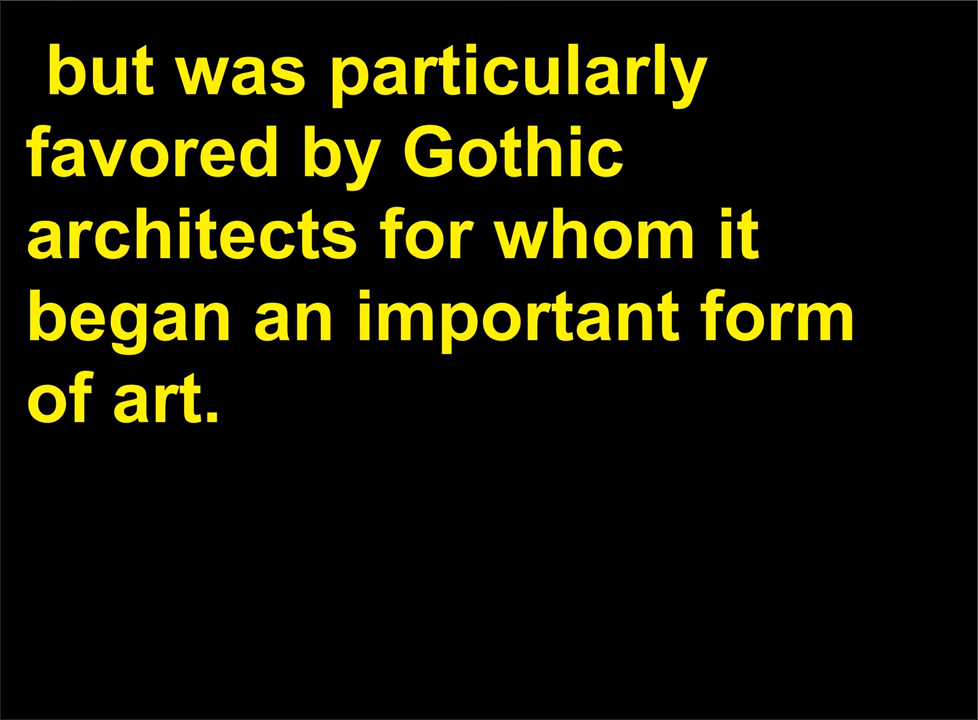 but was particularly
favored by Gothic
architects for whom it
began an important form
of art.